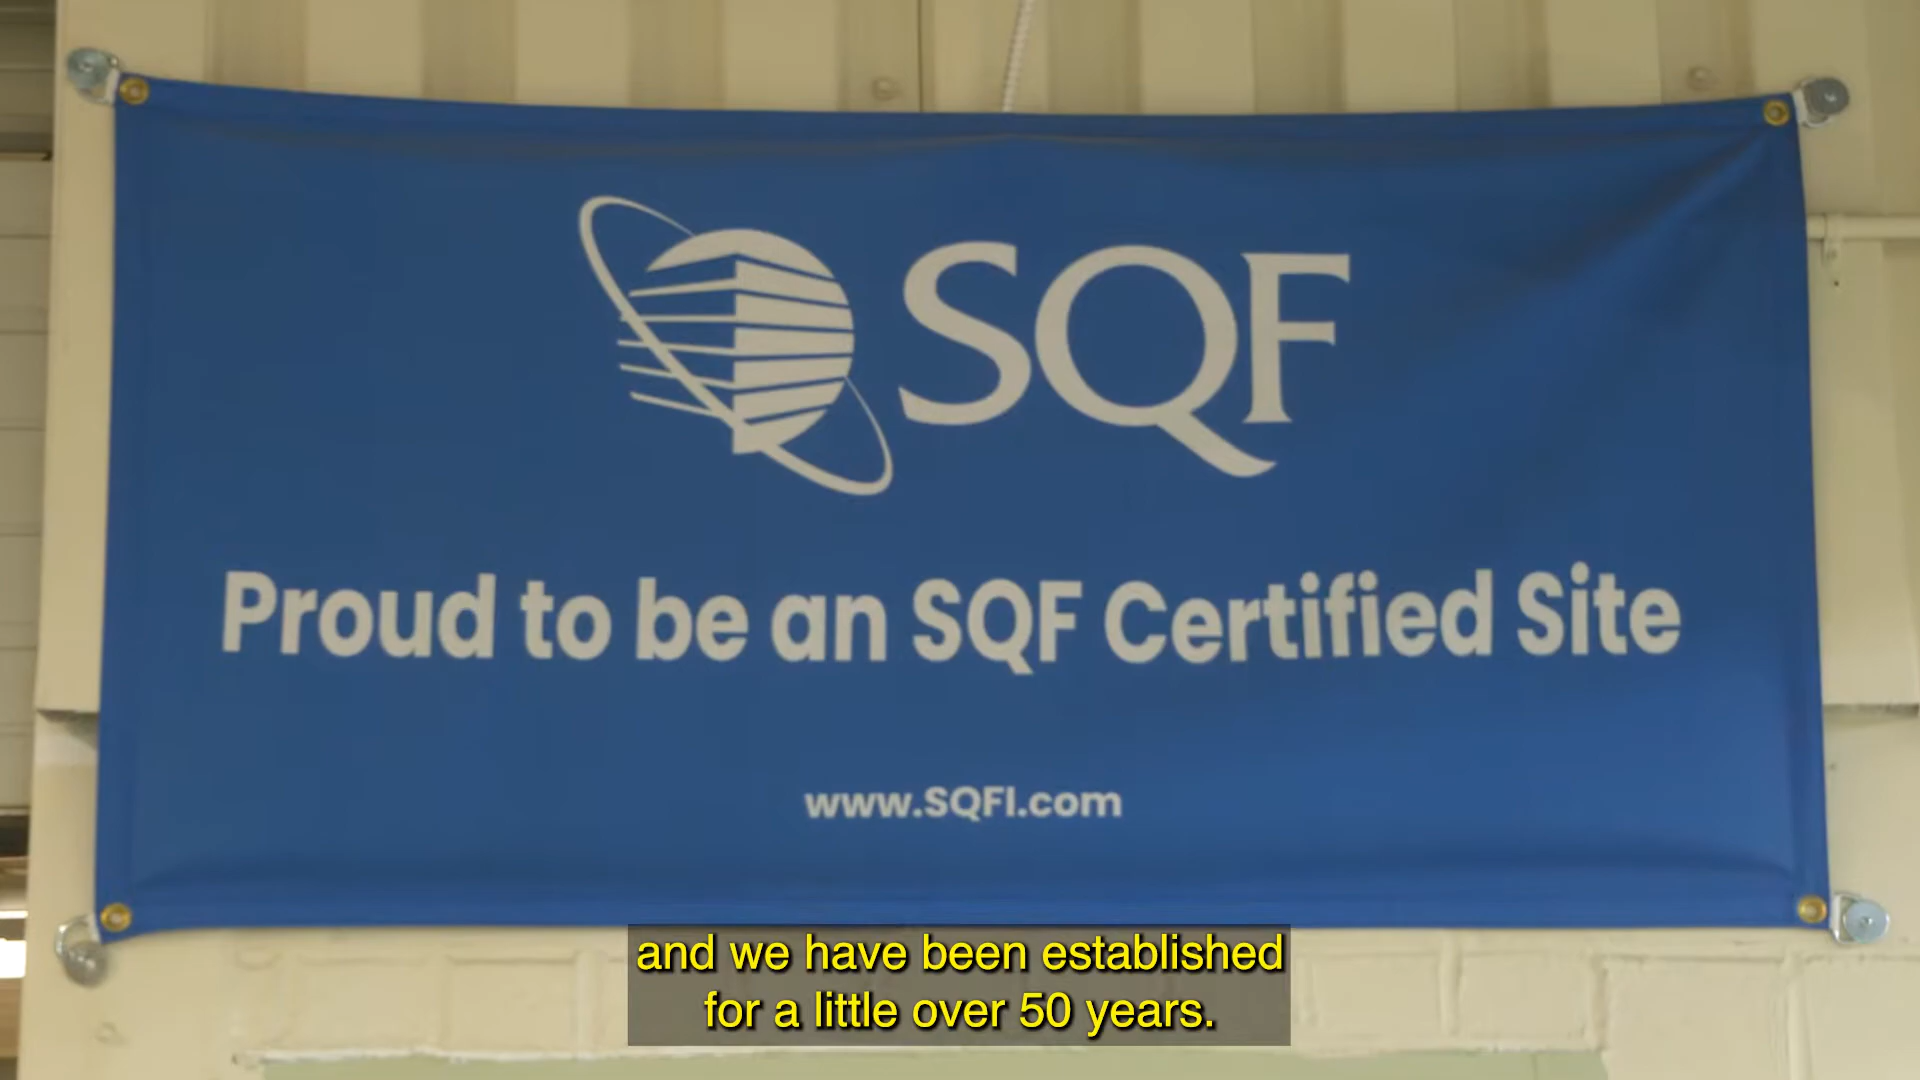 SQF
Proud to be an SQF Certified Site
www.SQFI.com
and we have been established
for a little over 50 years.